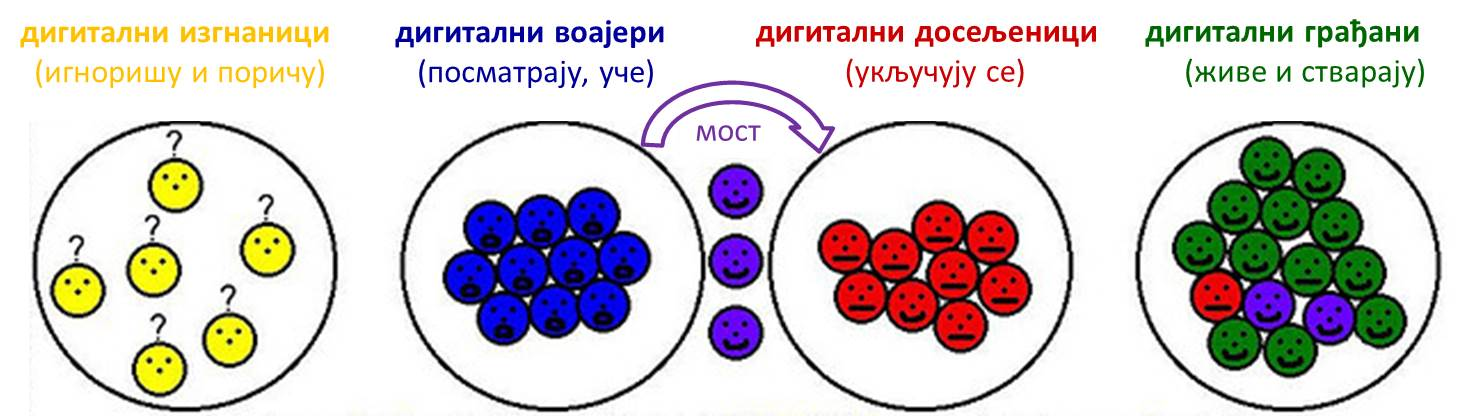 дигитални изгнаници
(игноришу и поричу)
дигитални воајери
(посматрају, уче)
дигитални досељеници
(укључују се)
дигитални грађани
(живе и стварају)
мост
?
?
?
?
?
?